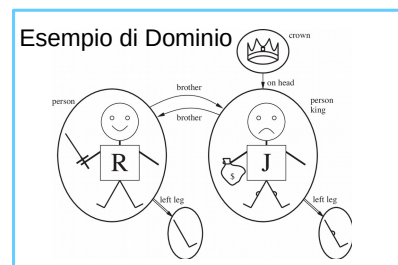 Esempio di Dominio
crown
on head
brother
person
person
king
brother
R
J
$
left leg
left leg